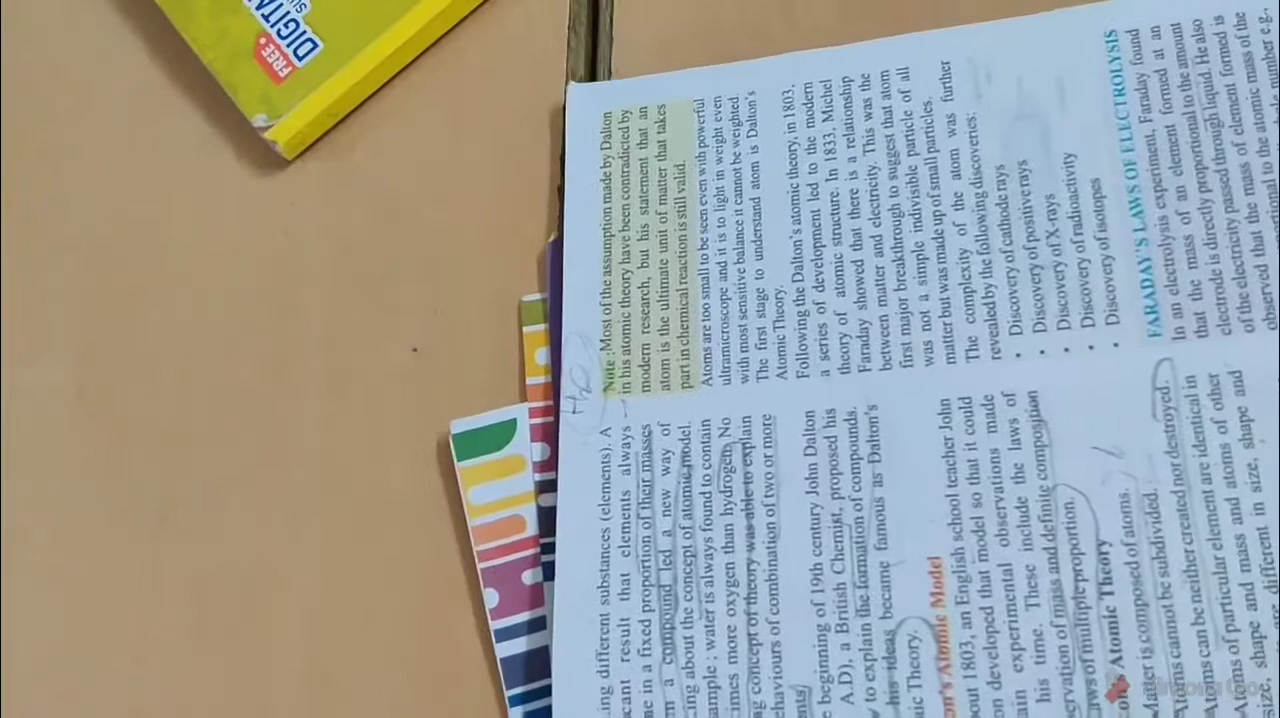 FREE
DIGITA
SU
H₂O
ing different substances (elements). A
cant result that elements always
me in a fixed proportion of their masses
m a compound led a new way of
ing about the concept of atomic model.
ample ; water is always found to contain
times more oxygen than hydrogen. No
ng concept of theory was able to explain
ehaviours of combination of two or more
ents)
e beginning of 19th century John Dalton
A.D), a British Chemist, proposed his
to explain the formation of compounds.
his ideas became famous as Dalton's
ic Theory.
on's Atomic Model
out 1803, an English school teacher John
on developed that model so that it could
ain experimental observations made
his time. These include the laws of
ervation of mass and definite composition
aws of multiple proportion.
Atomic Theory
Matter is composed of atoms.
Atoms cannot be subdivided.
Atoms can be neither created nor destroyed.
Atoms of particular element are identical in
size, shape and mass and atoms of other
different in size, shape and
Note : Most of the assumption made by Dalton
in his atomic theory have been contradicted by
modern research, but his statement that an
atom is the ultimate unit of matter that takes
part in chemical reaction is still valid.
Atoms are too small to be seen even with powerful
ultramicroscope and it is to light in weight even
with most sensitive balance it cannot be weighted.
The first stage to understand atom is Dalton's
Atomic Theory.
Following the Dalton's atomic theory, in 1803,
a series of development led to the modern
theory of atomic structure. In 1833, Michel
Faraday showed that there is a relationship
between matter and electricity. This was the
first major breakthrough to suggest that atom
was not a simple indivisible particle of all
matter but was made up of small particles.
The complexity of the atom was further
revealed by the following discoveries:
• Discovery of cathode rays
• Discovery of positive rays
• Discovery of X-rays
• Discovery of radioactivity
• Discovery of isotopes
FARADAY'S LAWS OF ELECTROLYSIS
In an electrolysis experiment, Faraday found
that the mass of an element formed at an
electrode is directly proportional to the amount
of the electricity passed through liquid. He also
observed that the mass of element formed is
to the atomic mass of the
number e.g.,